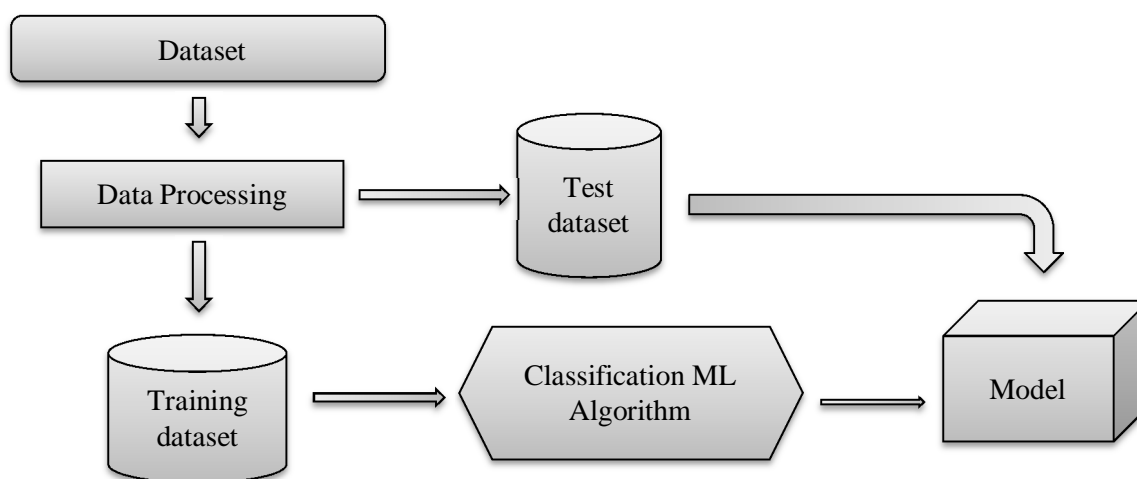 Dataset
Data Processing
Test
dataset
Training
dataset
Classification ML
Algorithm
Model